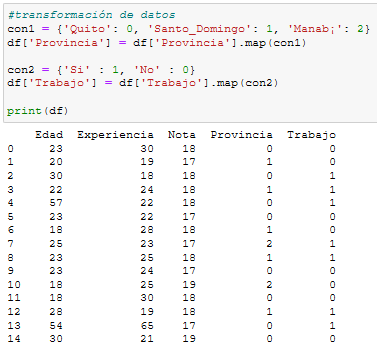 #transformación de datos
con1 = {'Quito': 0, 'Santo_Domingo': 1, 'Manab¡': 2}
df['Provincia'] = df['Provincia'].map(con1)
con2 = {'Si' : 1, 'No' : 0}
df['Trabajo'] = df['Trabajo'].map(con2)
print(df)
Edad Experiencia Nota Provincia Trabajo
0 23 30 18 0 0
1 20 19 17 1 0
2 30 18 18 0 1
3 22 24 18 1 1
4 57 22 18 0 1
5 23 22 17 0 0
6 18 28 18 1 0
7 25 23 17 2 1
8 23 25 18 1 1
9 23 24 17 0 0
10 18 25 19 2 0
11 18 30 18 0 0
12 28 19 18 1 1
13 54 65 17 0 1
14 30 21 19 0 0